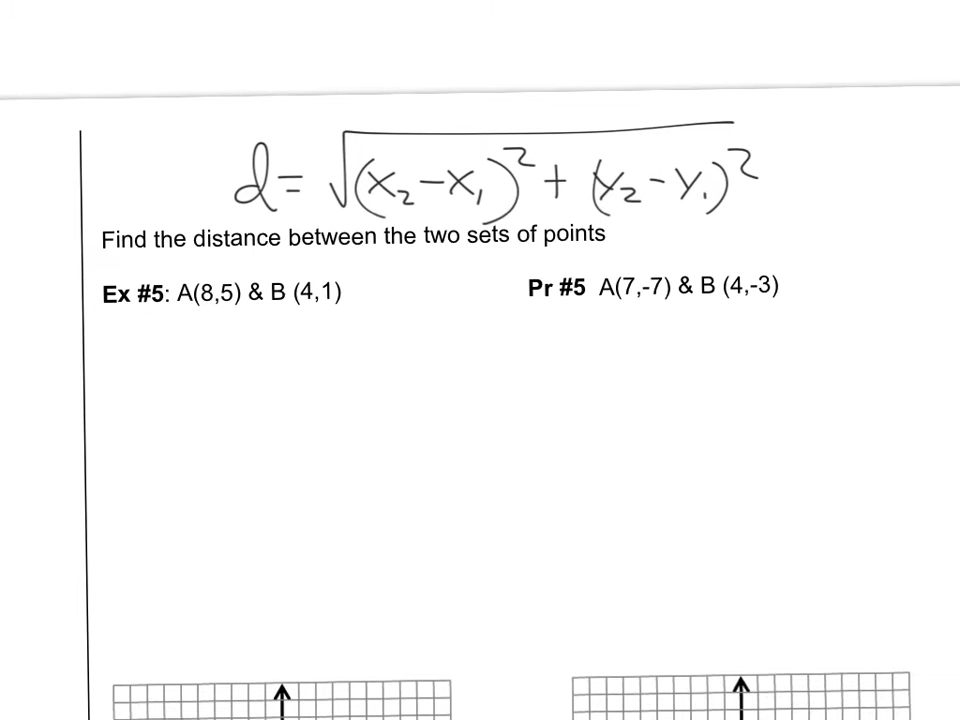 d = √(x₂-x₁)² + (y₂-y₁)²
Find the distance between the two sets of points
Ex #5: A(8,5) & B (4,1)
Pr #5 A(7,-7) & B (4,-3)